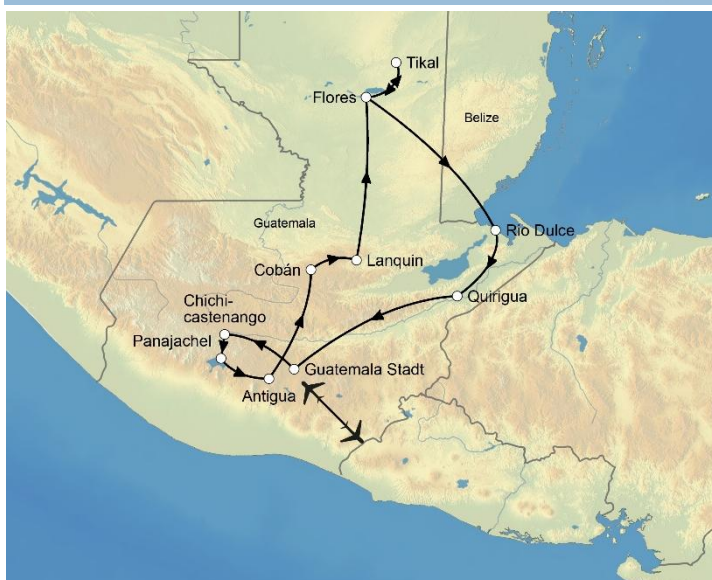 Tikal
Flores
Belize
Guatemala
Río Dulce
Lanquin
Cobán
Quirigua
Chichi-
castenango
Panajachel
Guatemala Stadt
Antigua